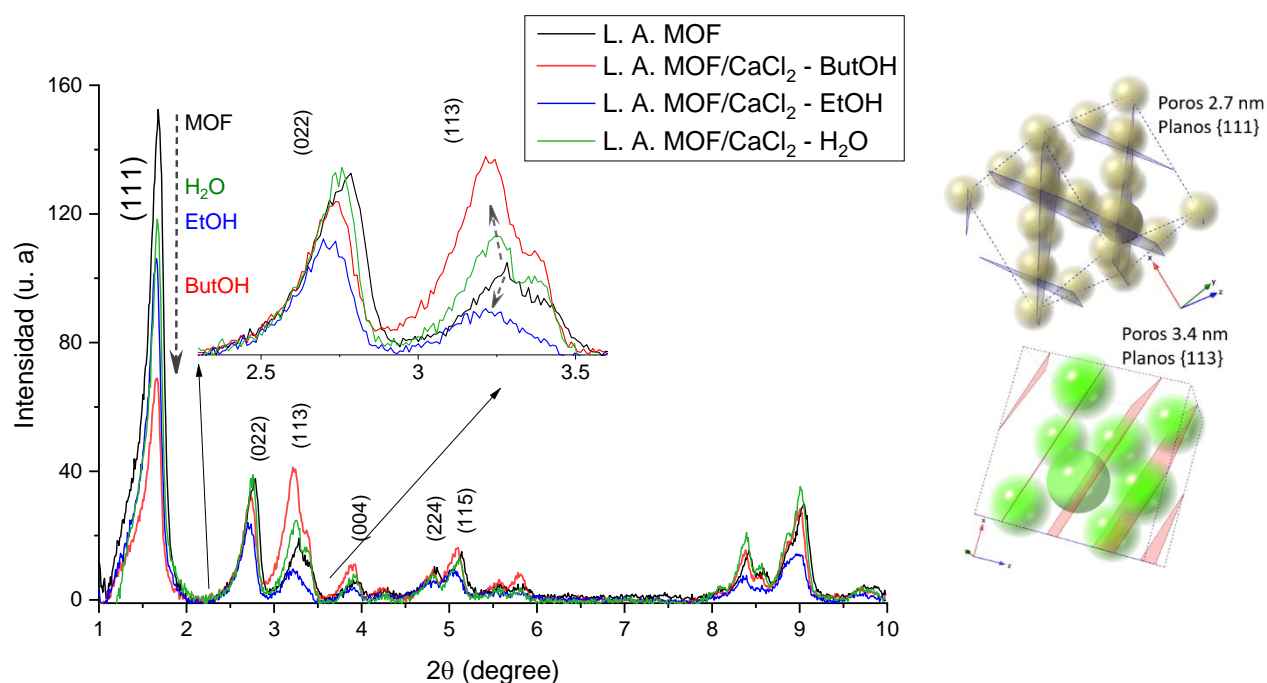 L. A. MOF
L. A. MOF/CaCl₂ - ButOH
L. A. MOF/CaCl₂ - EtOH
L. A. MOF/CaCl₂ - H₂O
160
120
80
40
0
Intensidad (u. a)
(111)
MOF
H₂O
EtOH
ButOH
(022)
(113)
2.5
3
3.5
(022)
(113)
(004)
(224)
(115)
1
2
3
4
5
6
7
8
9
10
2θ (degree)
Poros 2.7 nm
Planos {111}
x
y
z
Poros 3.4 nm
Planos {113}